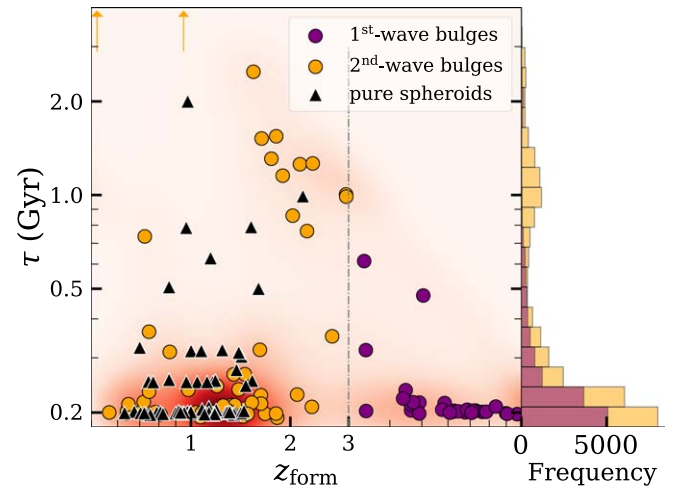 1st-wave bulges
2nd-wave bulges
pure spheroids
τ (Gyr)
2.0
1.0
0.5
0.2
1 2 3 0 5000
z_form Frequency